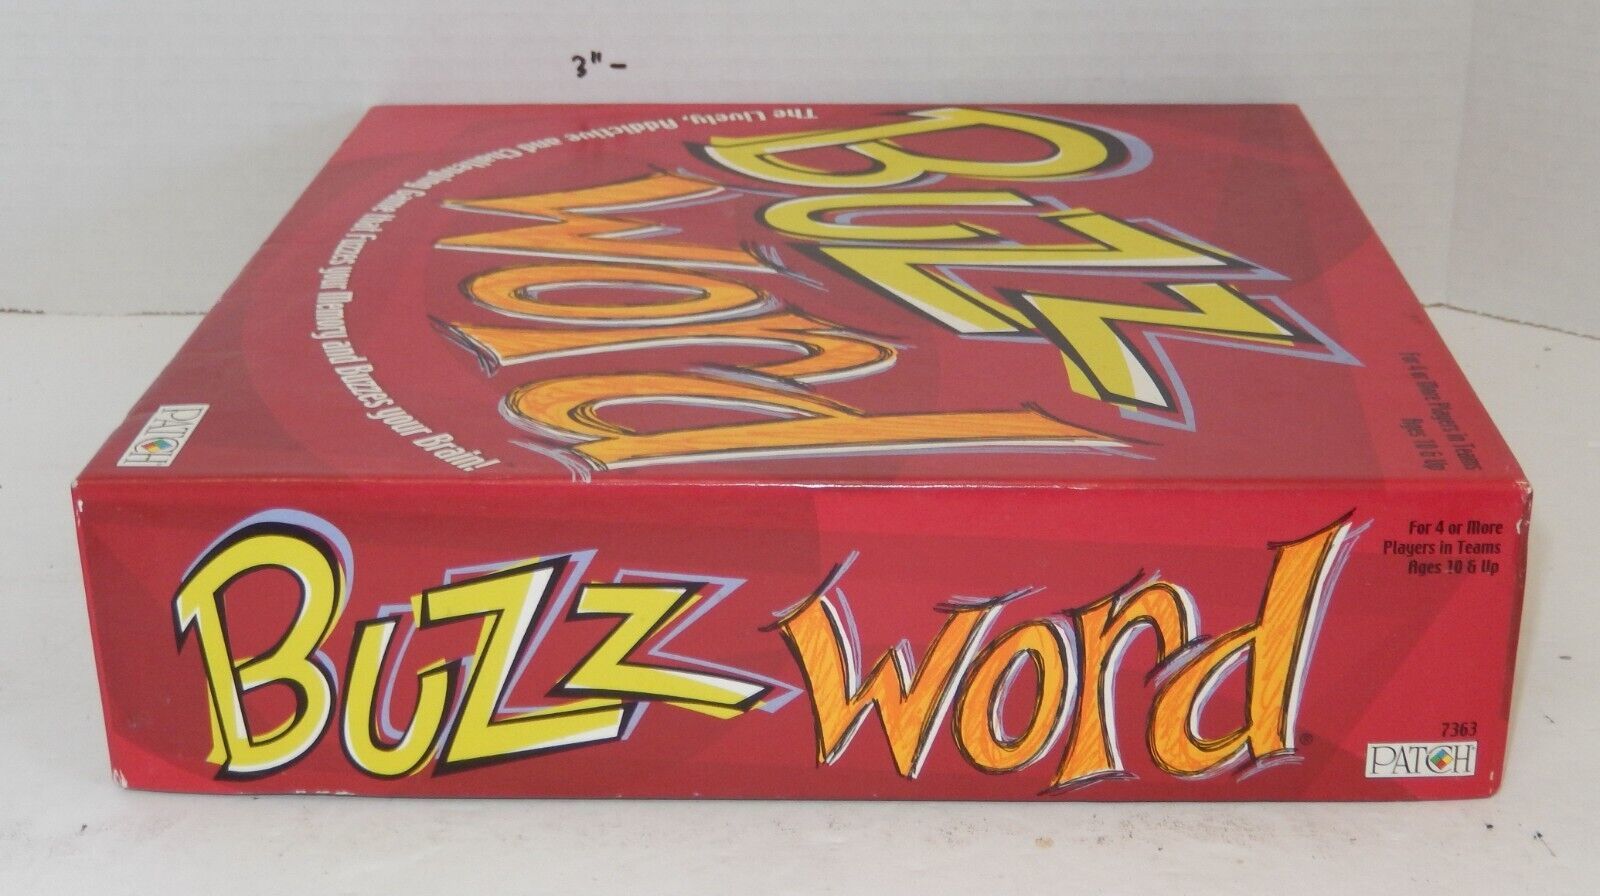 3"-
The Lively, Addictive and Challenging Game that Fuzzes your Memory and Buzzes your Brain!
BUZZ
WORD
For 4 or More Players in Teams
Ages 10 & Up
PATCH
BUZZ WORD®
For 4 or More
Players in Teams
Ages 10 & Up
7363
PATCH